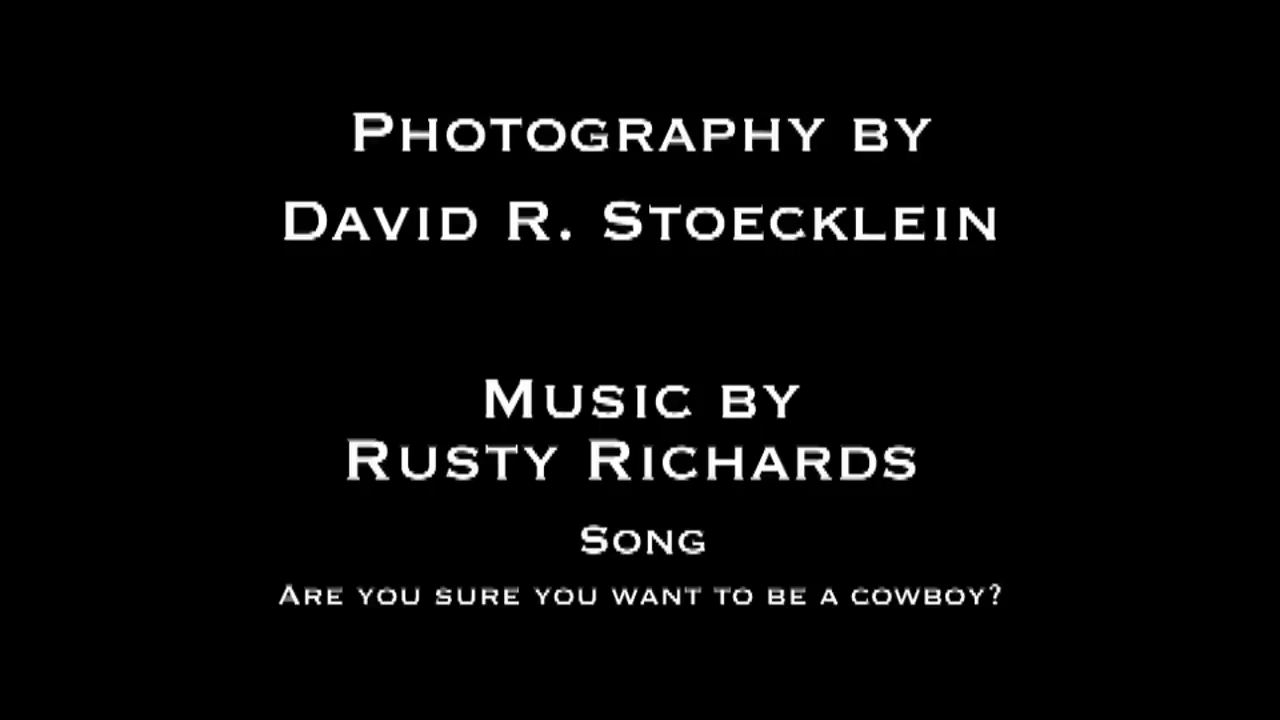 Photography by
David R. Stoecklein
Music by
Rusty Richards
Song
Are you sure you want to be a cowboy?